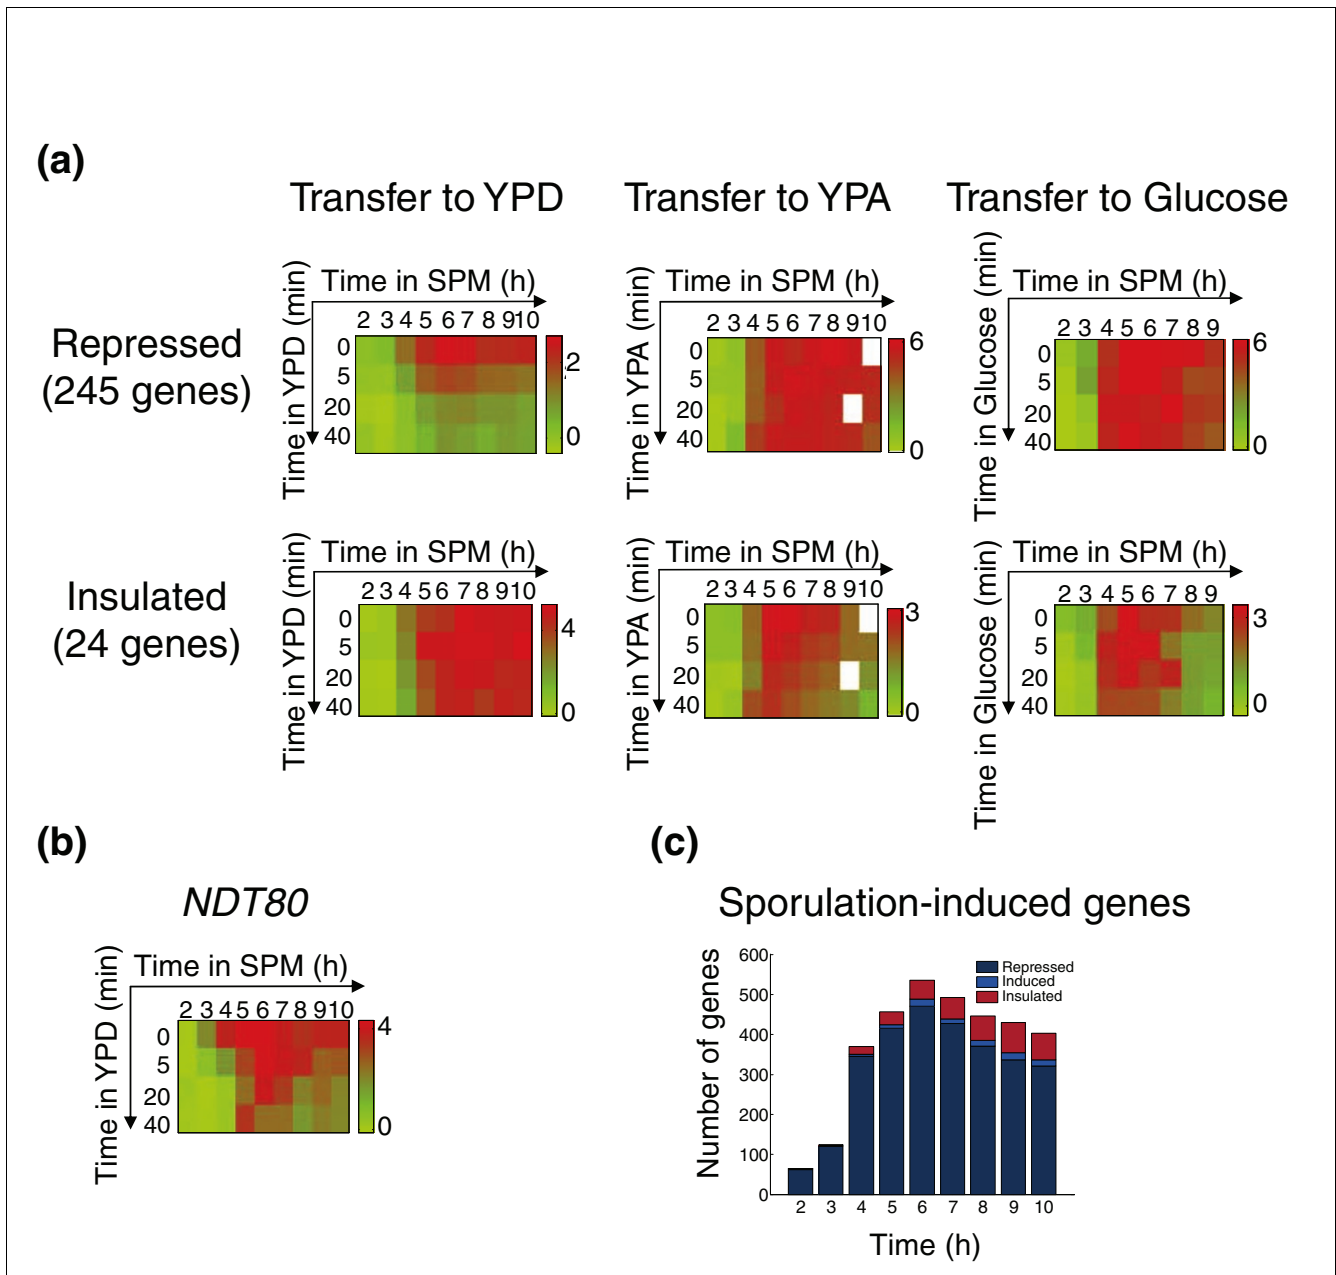 (a)
Transfer to YPD
Transfer to YPA
Transfer to Glucose
Repressed
(245 genes)
Time in SPM (h)
Time in YPD (min)
2 3 4 5 6 7 8 9 10
0
5
20
40
2
0
Time in SPM (h)
Time in YPA (min)
2 3 4 5 6 7 8 9 10
0
5
20
40
6
0
Time in SPM (h)
Time in Glucose (min)
2 3 4 5 6 7 8 9
0
5
20
40
6
0
Insulated
(24 genes)
Time in SPM (h)
Time in YPD (min)
2 3 4 5 6 7 8 9 10
0
5
20
40
4
0
Time in SPM (h)
Time in YPA (min)
2 3 4 5 6 7 8 9 10
0
5
20
40
3
0
Time in SPM (h)
Time in Glucose (min)
2 3 4 5 6 7 8 9
0
5
20
40
3
0
(b)
NDT80
Time in SPM (h)
Time in YPD (min)
2 3 4 5 6 7 8 9 10
0
5
20
40
4
0
(c)
Sporulation-induced genes
Number of genes
600
500
400
300
200
100
0
Repressed
Induced
Insulated
2 3 4 5 6 7 8 9 10
Time (h)